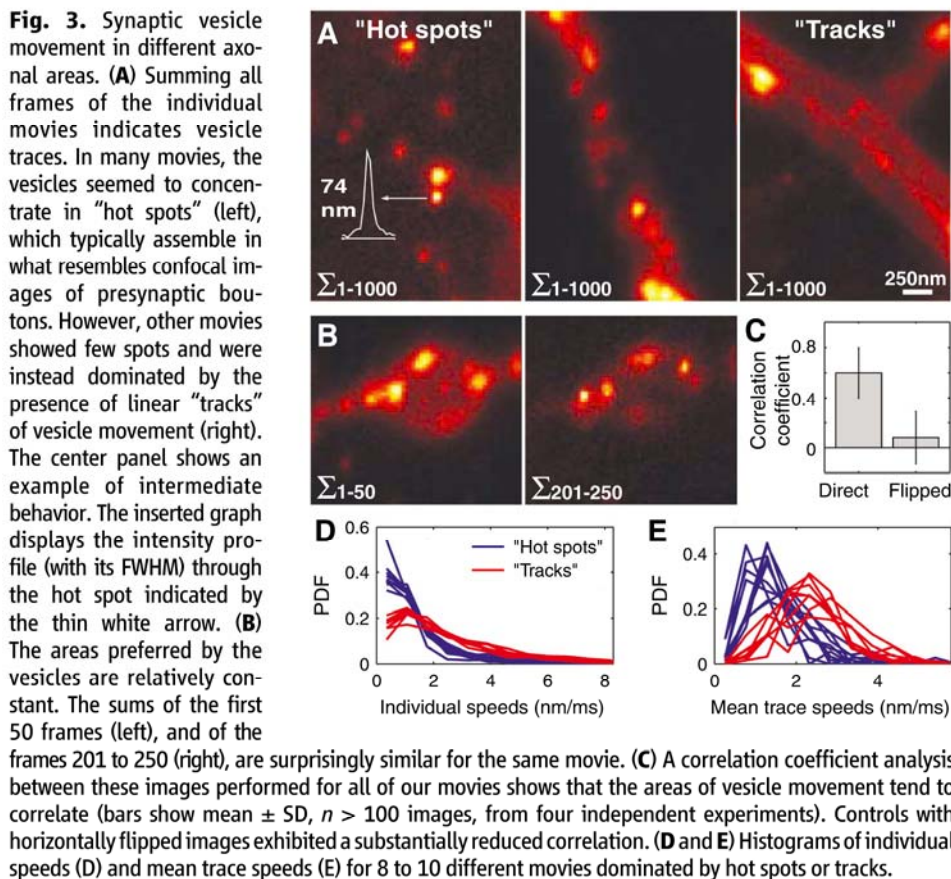 Fig. 3. Synaptic vesicle
movement in different axo-
nal areas. (A) Summing all
frames of the individual
movies indicates vesicle
traces. In many movies, the
vesicles seemed to concen-
trate in "hot spots" (left),
which typically assemble in
what resembles confocal im-
ages of presynaptic bou-
tons. However, other movies
showed few spots and were
instead dominated by the
presence of linear "tracks"
of vesicle movement (right).
The center panel shows an
example of intermediate
behavior. The inserted graph
displays the intensity pro-
file (with its FWHM) through
the hot spot indicated by
the thin white arrow. (B)
The areas preferred by the
vesicles are relatively con-
stant. The sums of the first
50 frames (left), and of the
frames 201 to 250 (right), are surprisingly similar for the same movie. (C) A correlation coefficient analysis
between these images performed for all of our movies shows that the areas of vesicle movement tend to
correlate (bars show mean ± SD, n > 100 images, from four independent experiments). Controls with
horizontally flipped images exhibited a substantially reduced correlation. (D and E) Histograms of individual
speeds (D) and mean trace speeds (E) for 8 to 10 different movies dominated by hot spots or tracks.
A "Hot spots" "Tracks"
74
nm
Σ1-1000 Σ1-1000 Σ1-1000
250nm
B
Σ1-50 Σ201-250
C
Correlation
coefficient
0.8
0.4
0
Direct Flipped
D
PDF
0.6
0.4
0.2
0
"Hot spots"
"Tracks"
0 2 4 6 8
Individual speeds (nm/ms)
E
PDF
0.4
0.2
0
0 2 4
Mean trace speeds (nm/ms)